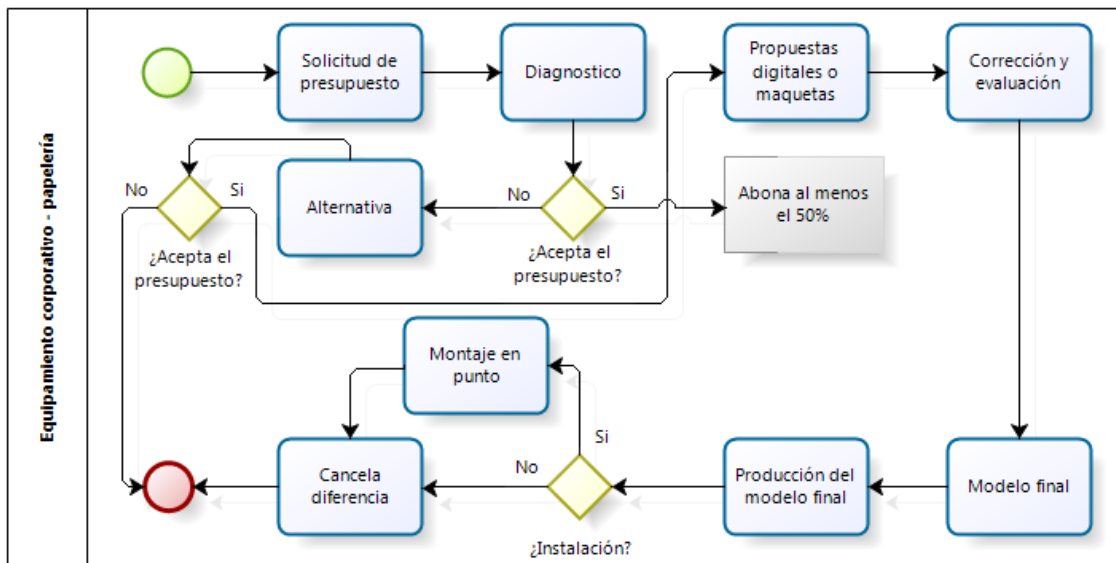 Equipamiento corporativo - papelería
Solicitud de
presupuesto
Diagnostico
Propuestas
digitales o
maquetas
Corrección y
evaluación
No
Si
¿Acepta el
presupuesto?
Alternativa
No
Si
¿Acepta el
presupuesto?
Abona al menos
el 50%
Montaje en
punto
Si
No
Cancela
diferencia
¿Instalación?
Producción del
modelo final
Modelo final